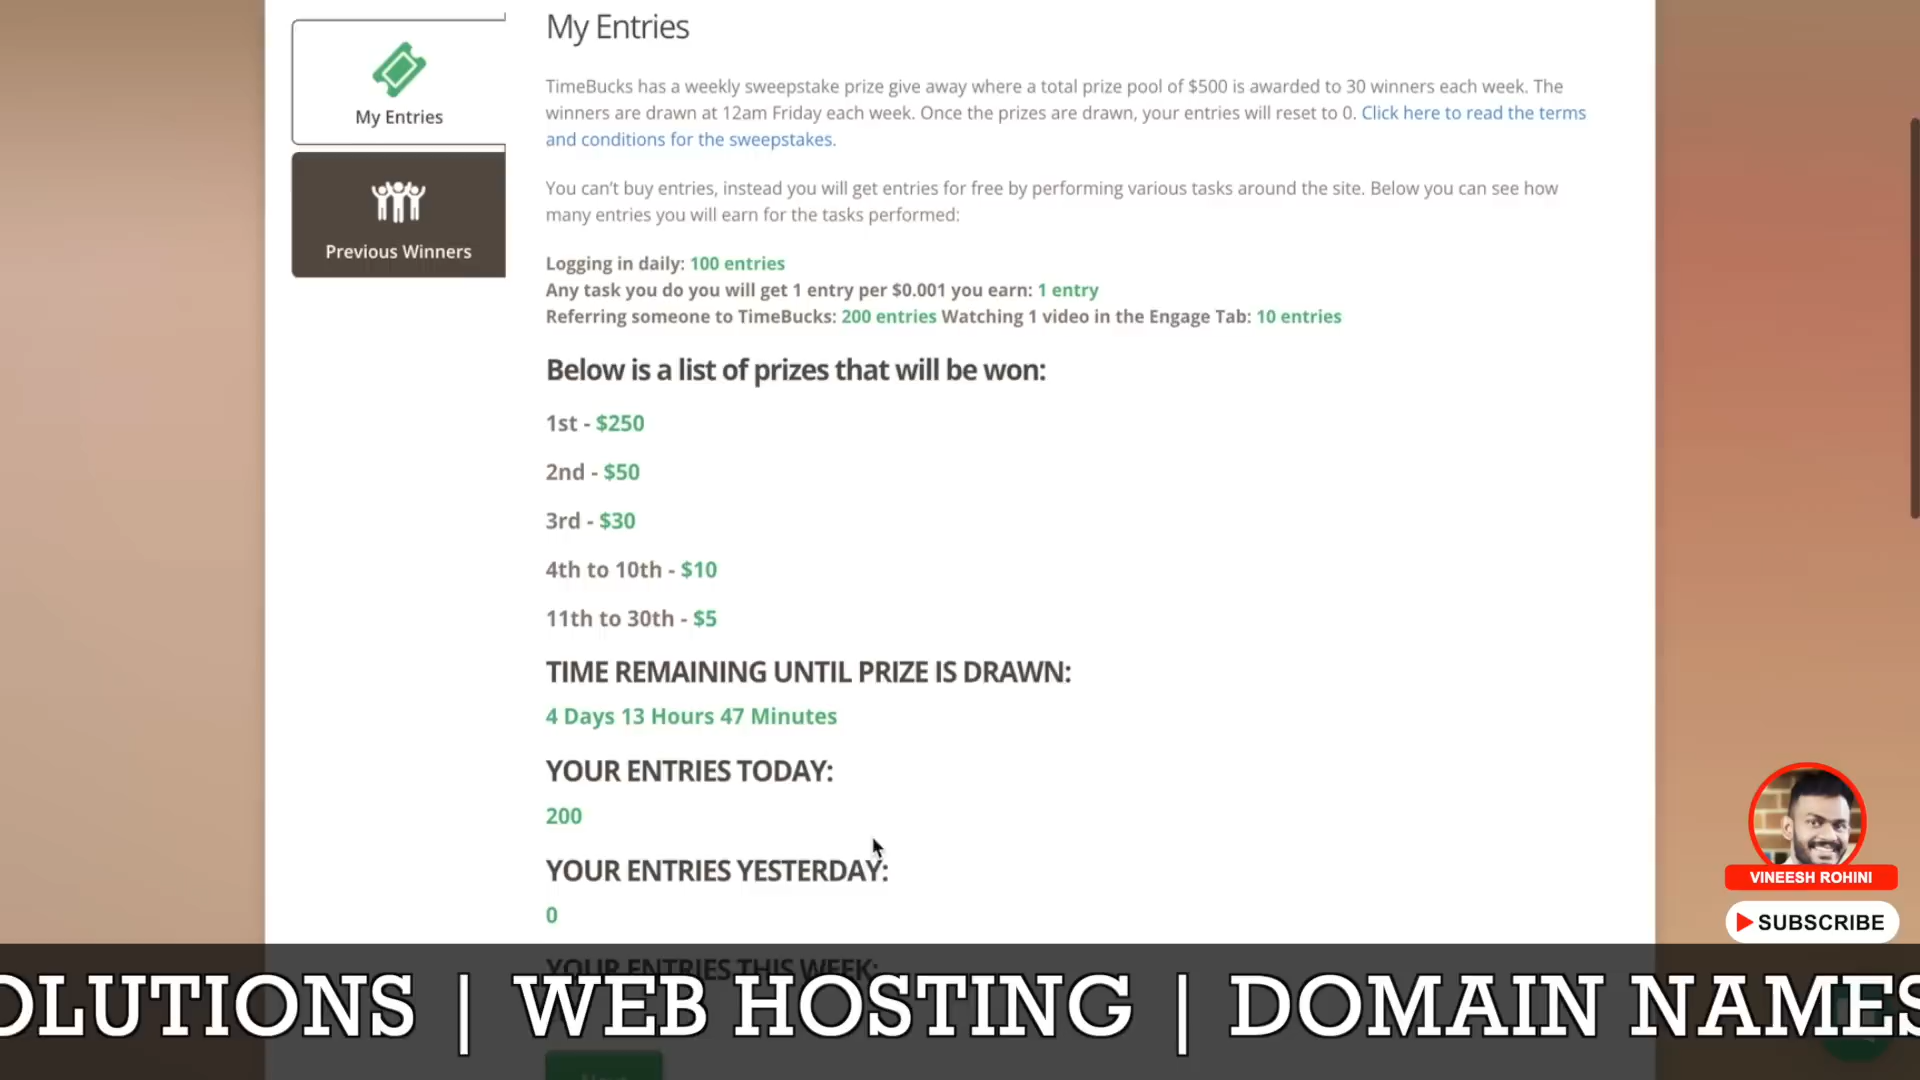 My Entries
My Entries
Previous Winners
TimeBucks has a weekly sweepstake prize give away where a total prize pool of $500 is awarded to 30 winners each week. The
winners are drawn at 12am Friday each week. Once the prizes are drawn, your entries will reset to 0. Click here to read the terms
and conditions for the sweepstakes.
You can't buy entries, instead you will get entries for free by performing various tasks around the site. Below you can see how
many entries you will earn for the tasks performed:
Logging in daily: 100 entries
Any task you do you will get 1 entry per $0.001 you earn: 1 entry
Referring someone to TimeBucks: 200 entries Watching 1 video in the Engage Tab: 10 entries
Below is a list of prizes that will be won:
1st - $250
2nd - $50
3rd - $30
4th to 10th - $10
11th to 30th - $5
TIME REMAINING UNTIL PRIZE IS DRAWN:
4 Days 13 Hours 47 Minutes
YOUR ENTRIES TODAY:
200
YOUR ENTRIES YESTERDAY:
0
YOUR ENTRIES THIS WEEK:
VINEESH ROHINI
SUBSCRIBE
OLUTIONS | WEB HOSTING | DOMAIN NAMES